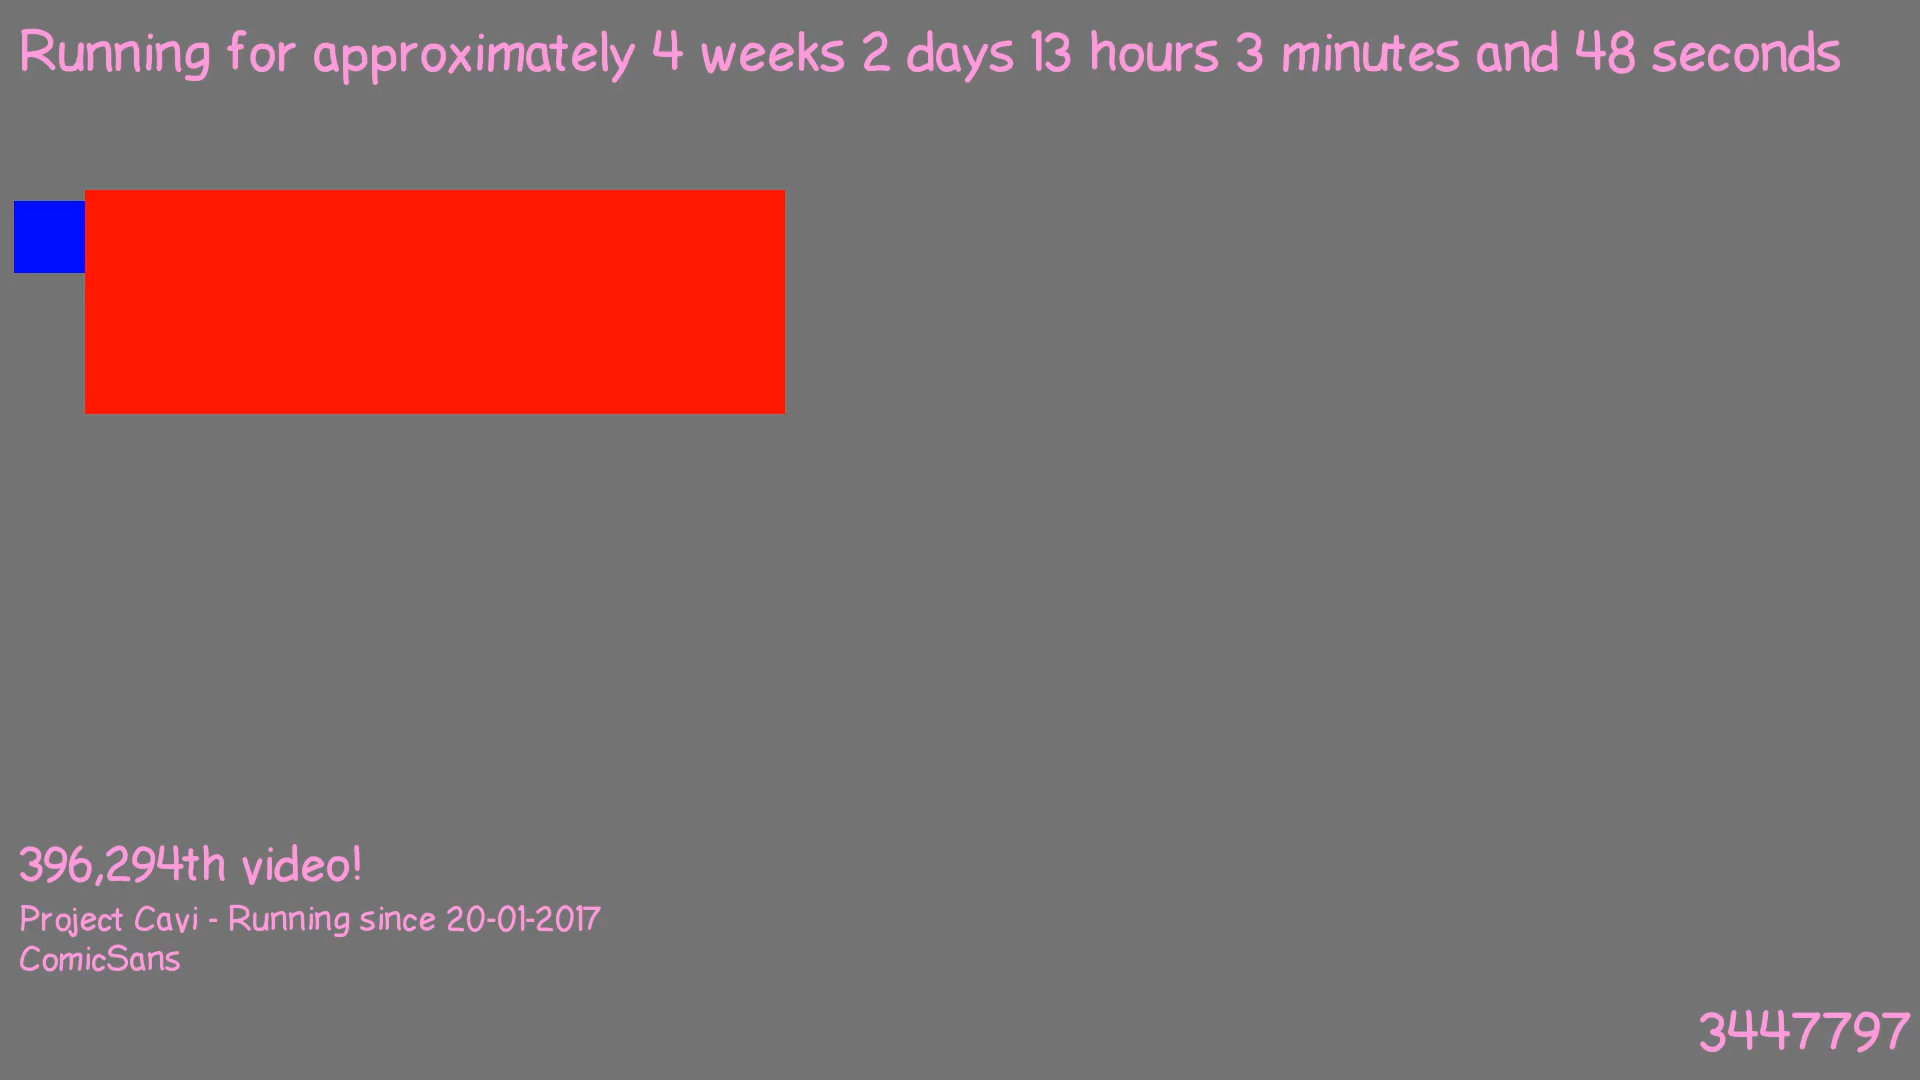 Running for approximately 4 weeks 2 days 13 hours 3 minutes and 48 seconds
396,294th video!
Project Cavi - Running since 20-01-2017
ComicSans
3447797